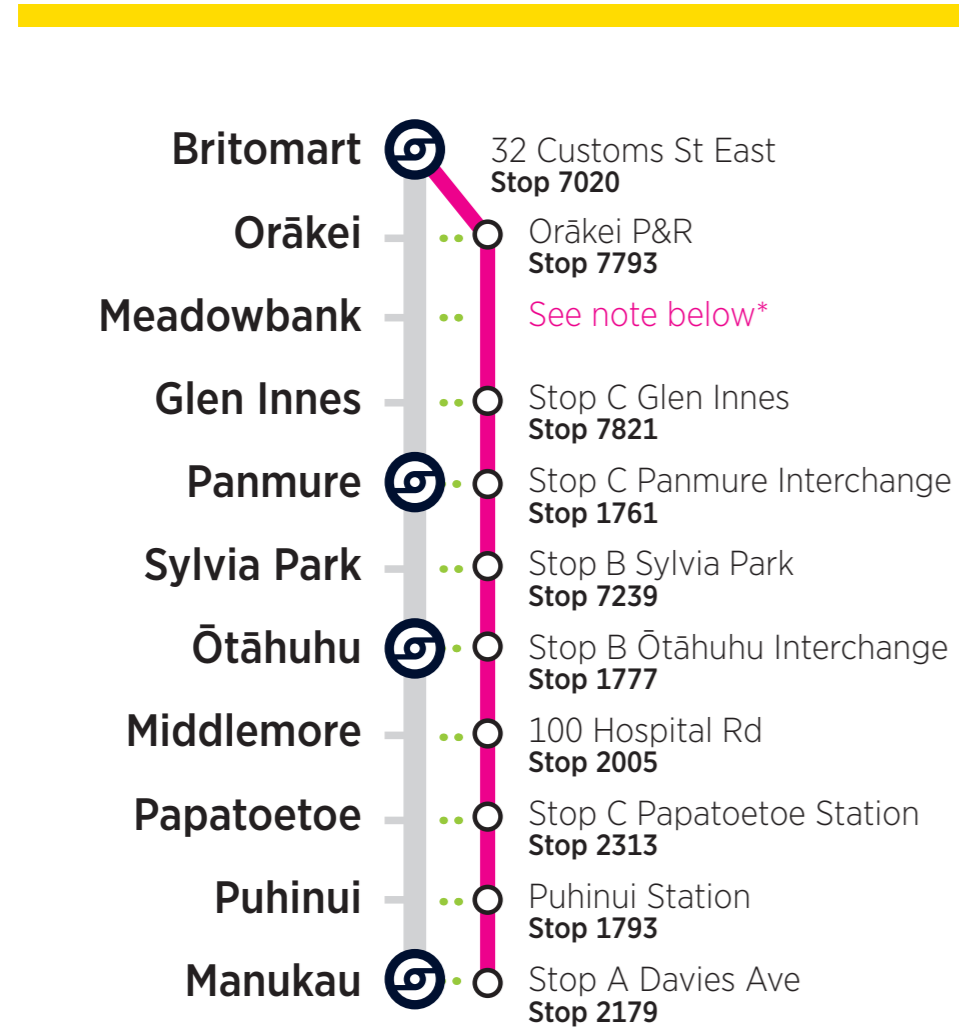 Britomart
32 Customs St East
Stop 7020
Orākei
Orākei P&R
Stop 7793
Meadowbank
See note below*
Glen Innes
Stop C Glen Innes
Stop 7821
Panmure
Stop C Panmure Interchange
Stop 1761
Sylvia Park
Stop B Sylvia Park
Stop 7239
Ōtāhuhu
Stop B Ōtāhuhu Interchange
Stop 1777
Middlemore
100 Hospital Rd
Stop 2005
Papatoetoe
Stop C Papatoetoe Station
Stop 2313
Puhinui
Puhinui Station
Stop 1793
Manukau
Stop A Davies Ave
Stop 2179